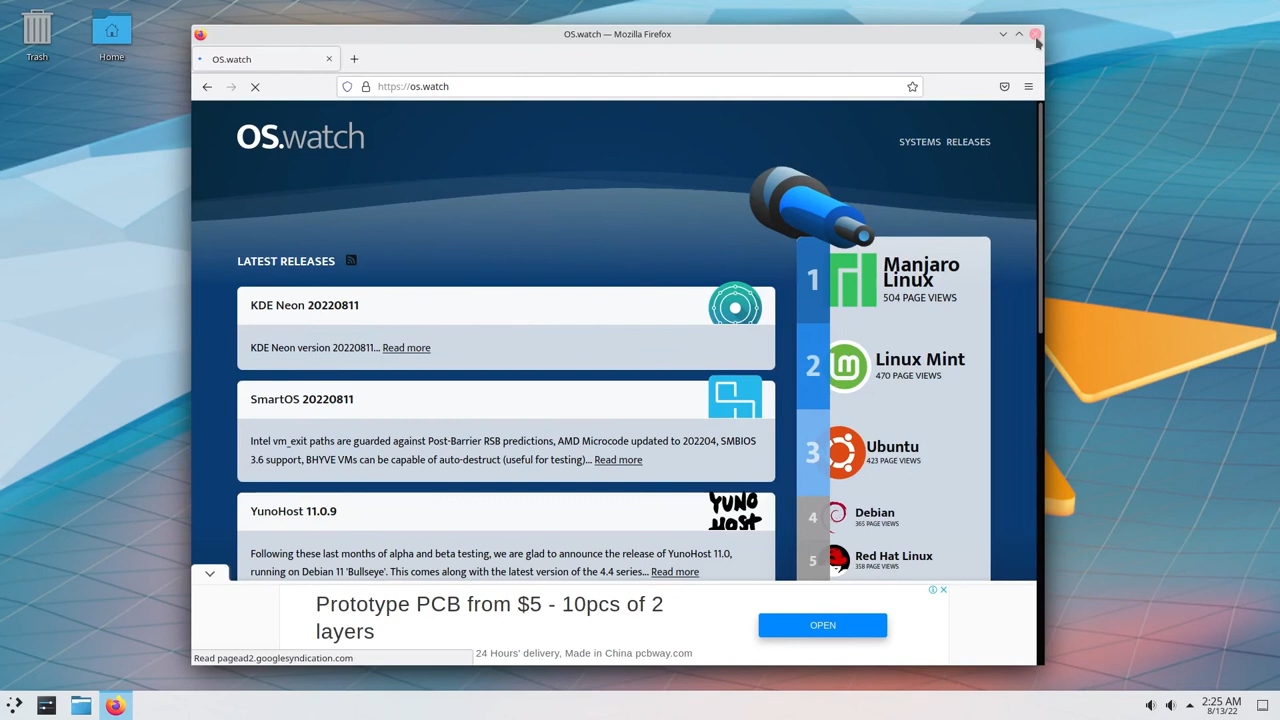 Trash
Home
OS.watch — Mozilla Firefox
OS.watch
https://os.watch
OS.watch
SYSTEMS RELEASES
LATEST RELEASES
KDE Neon 20220811
KDE Neon version 20220811... Read more
SmartOS 20220811
Intel vm_exit paths are guarded against Post-Barrier RSB predictions, AMD Microcode updated to 202204, SMBIOS
3.6 support, BHYVE VMs can be capable of auto-destruct (useful for testing)... Read more
YunoHost 11.0.9
YUNO
HOST
Following these last months of alpha and beta testing, we are glad to announce the release of YunoHost 11.0,
running on Debian 11 'Bullseye'. This comes along with the latest version of the 4.4 series... Read more
1
Manjaro
Linux
504 PAGE VIEWS
2
Linux Mint
470 PAGE VIEWS
3
Ubuntu
423 PAGE VIEWS
4
Debian
365 PAGE VIEWS
5
Red Hat Linux
358 PAGE VIEWS
Prototype PCB from $5 - 10pcs of 2
layers
OPEN
24 Hours' delivery, Made in China pcbway.com
Read pagead2.googlesyndication.com
2:25 AM
8/13/22